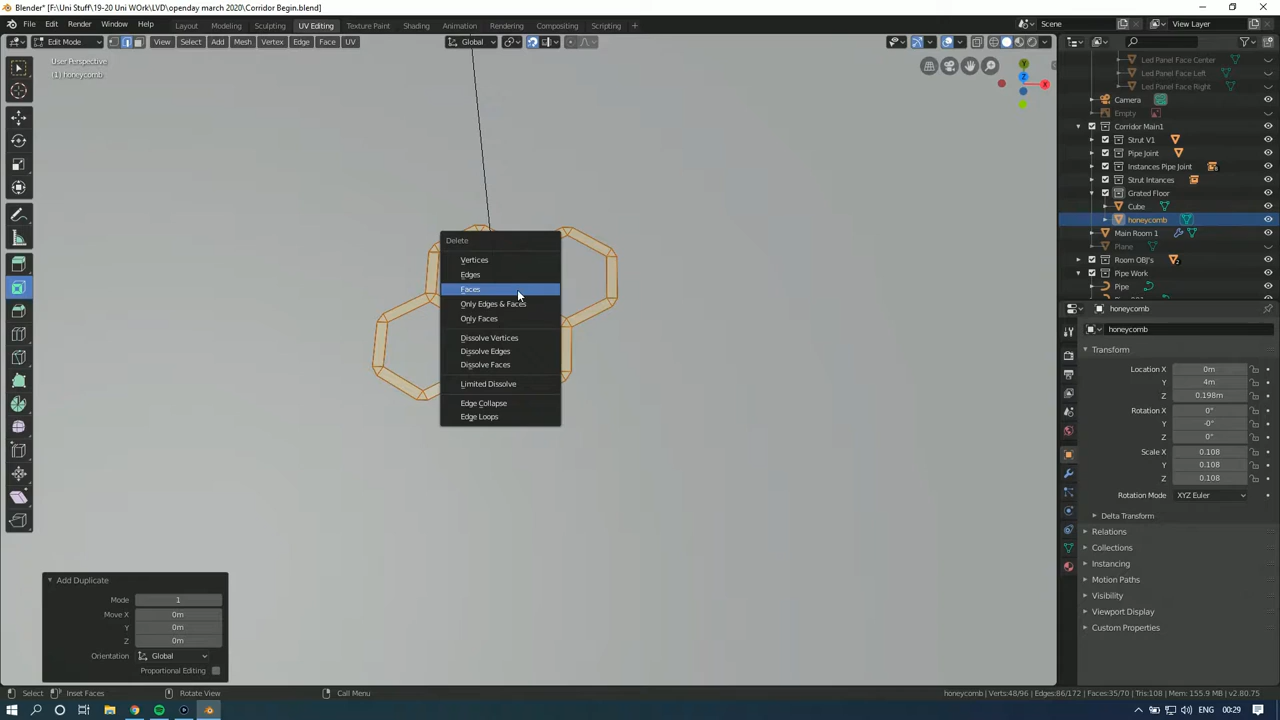 Blender* [F:\Uni Stuff\19-20 Uni WOrk\LVD\openday march 2020\Corridor Begin.blend]
File Edit Render Window Help
Layout Modeling Sculpting UV Editing Texture Paint Shading Animation Rendering Compositing Scripting +
Scene View Layer
Edit Mode View Select Add Mesh Vertex Edge Face UV Global
User Perspective
(1) honeycomb
Z
X
Y
Led Panel Face Center
Led Panel Face Left
Led Panel Face Right
Camera
Empty
Corridor Main1
Strut V1
Pipe Joint
Instances Pipe Joint
Strut Intances
Grated Floor
Cube
honeycomb
Main Room 1
Plane
Room OBJ's
Pipe Work
Pipe
Delete
Vertices
Edges
Faces
Only Edges & Faces
Only Faces
Dissolve Vertices
Dissolve Edges
Dissolve Faces
Limited Dissolve
Edge Collapse
Edge Loops
honeycomb
honeycomb
Transform
Location X 0m
Y 4m
Z 0.198m
Rotation X 0°
Y -0°
Z 0°
Scale X 0.108
Y 0.108
Z 0.108
Rotation Mode XYZ Euler
Delta Transform
Relations
Collections
Instancing
Motion Paths
Visibility
Viewport Display
Custom Properties
Add Duplicate
Mode 1
Move X 0m
Y 0m
Z 0m
Orientation Global
Proportional Editing
Select Inset Faces Rotate View Call Menu
honeycomb | Verts:48/96 | Edges:86/172 | Faces:35/70 | Tris:108 | Mem: 155.9 MB | v2.80.75
ENG 00:29